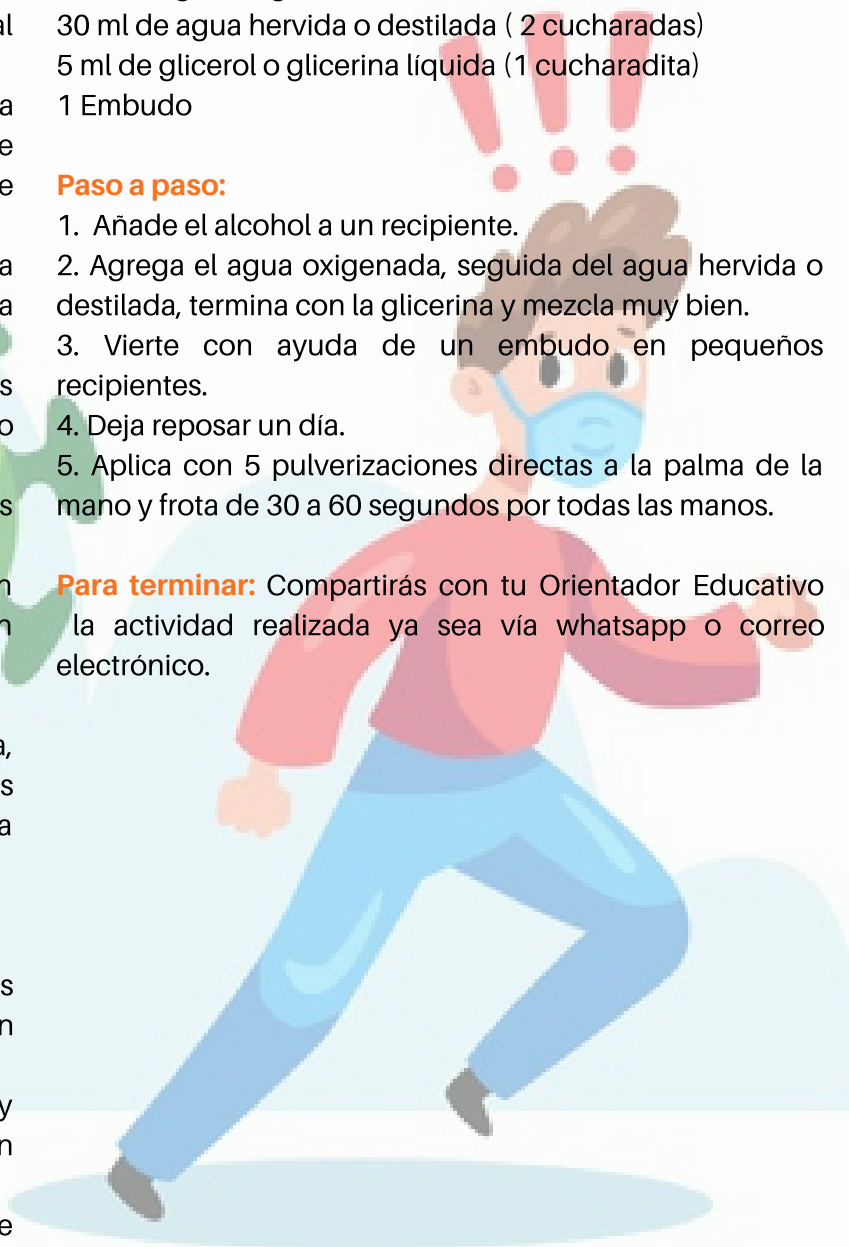 30 ml de agua hervida o destilada ( 2 cucharadas)
5 ml de glicerol o glicerina líquida (1 cucharadita)
1 Embudo
Paso a paso:
1. Añade el alcohol a un recipiente.
2. Agrega el agua oxigenada, seguida del agua hervida o
destilada, termina con la glicerina y mezcla muy bien.
3. Vierte con ayuda de un embudo en pequeños
recipientes.
4. Deja reposar un día.
5. Aplica con 5 pulverizaciones directas a la palma de la
mano y frota de 30 a 60 segundos por todas las manos.
Para terminar: Compartirás con tu Orientador Educativo
la actividad realizada ya sea vía whatsapp o correo
electrónico.